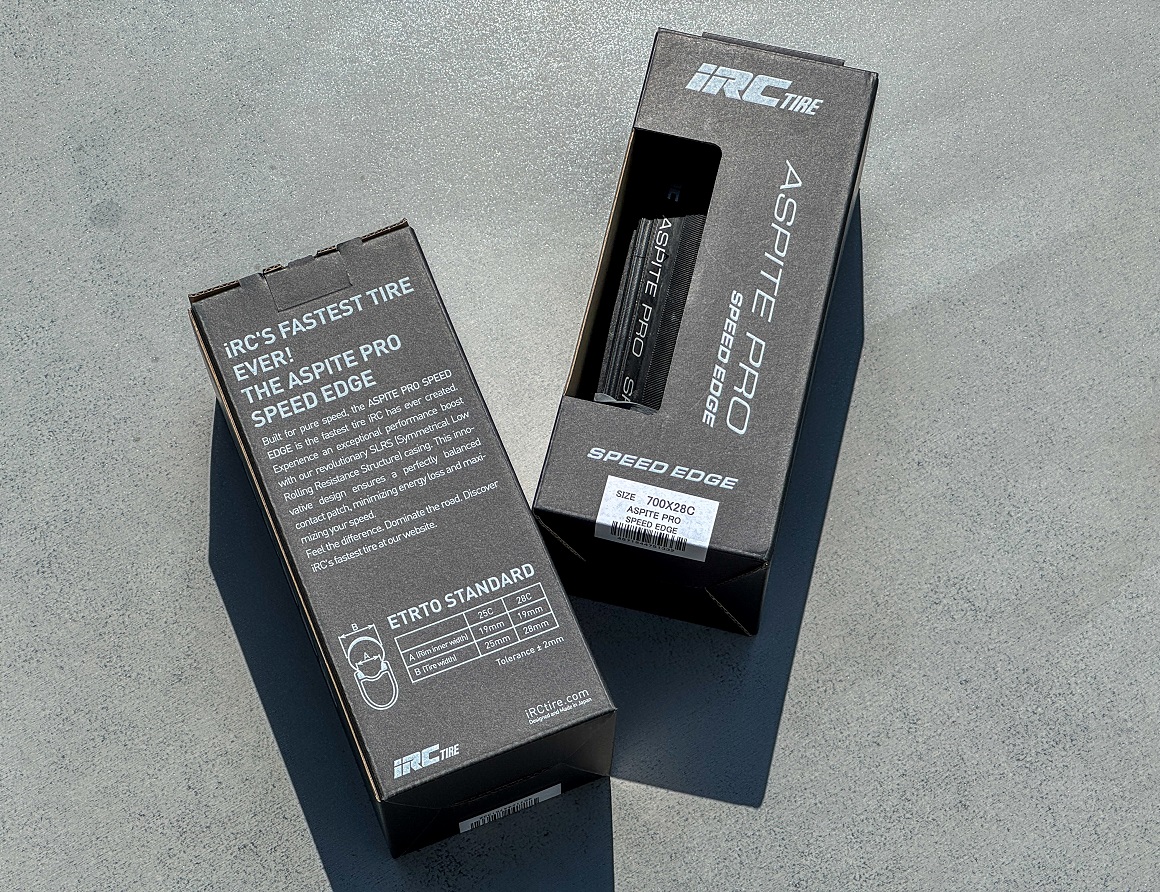 iRC'S FASTEST TIRE
EVER!
THE ASPITE PRO
SPEED EDGE
Built for pure speed, the ASPITE PRO SPEED
EDGE is the fastest tire iRC has ever created.
Experience an exceptional performance boost
with our revolutionary SLRS (Symmetrical Low
Rolling Resistance Structure) casing. This inno-
vative design ensures a perfectly balanced
contact patch, minimizing energy loss and maxi-
mizing your speed.
Feel the difference. Dominate the road. Discover
iRC's fastest tire at our website.
ETRTO STANDARD
B
A
25C 28C
A (Rim inner width) 19mm 19mm
B (Tire width) 25mm 28mm
Tolerance ± 2mm
iRCtire.com
Designed and Made in Japan
iRC TIRE
iRC TIRE
ASPITE PRO
SPEED EDGE
ASPITE PRO
SPEED EDGE
SIZE 700X28C
ASPITE PRO
SPEED EDGE